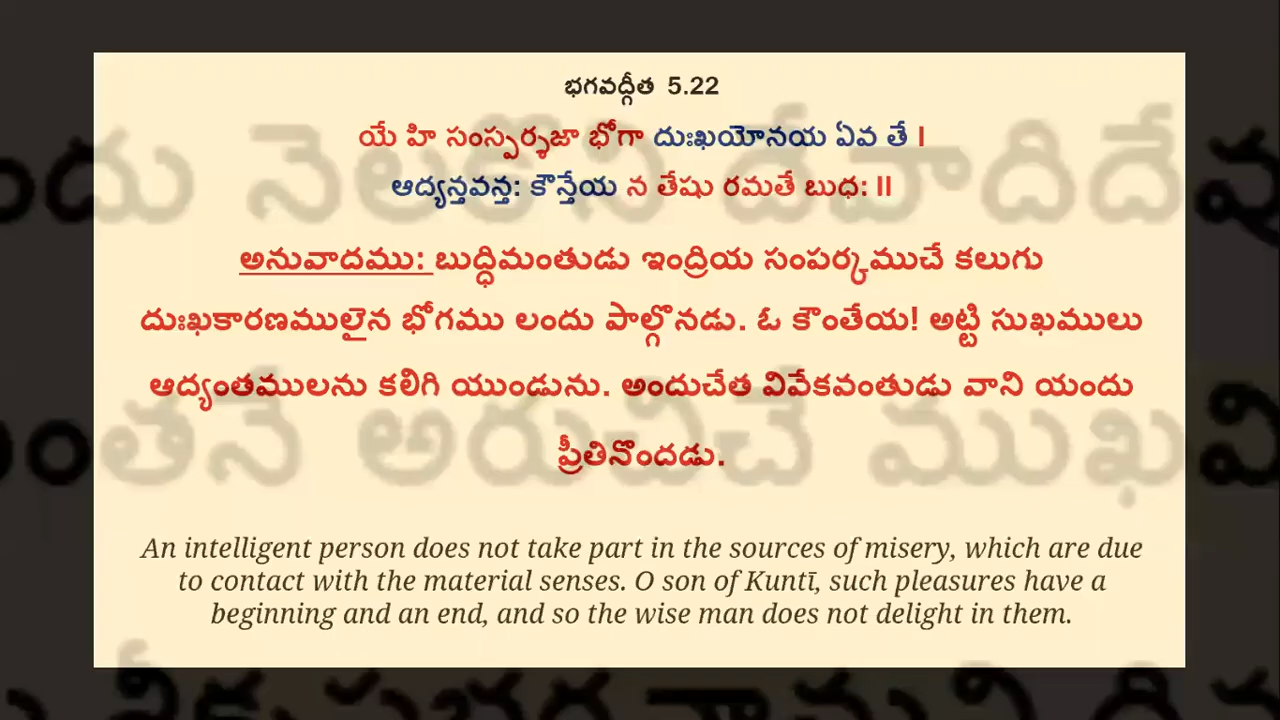 భగవద్గీత 5.22
యే హి సంస్పర్శజా భోగా దుఃఖయోనయ ఏవ తే I
ఆద్యన్తవన్త: కౌన్తేయ న తేషు రమతే బుధ: II
అనువాదము: బుద్ధిమంతుడు ఇంద్రియ సంపర్కముచే కలుగు
దుఃఖకారణములైన భోగము లందు పాల్గొనడు. ఓ కౌంతేయ! అట్టి సుఖములు
ఆద్యంతములను కలిగి యుండును. అందుచేత వివేకవంతుడు వాని యందు
ప్రీతినొందడు.
An intelligent person does not take part in the sources of misery, which are due
to contact with the material senses. O son of Kuntī, such pleasures have a
beginning and an end, and so the wise man does not delight in them.